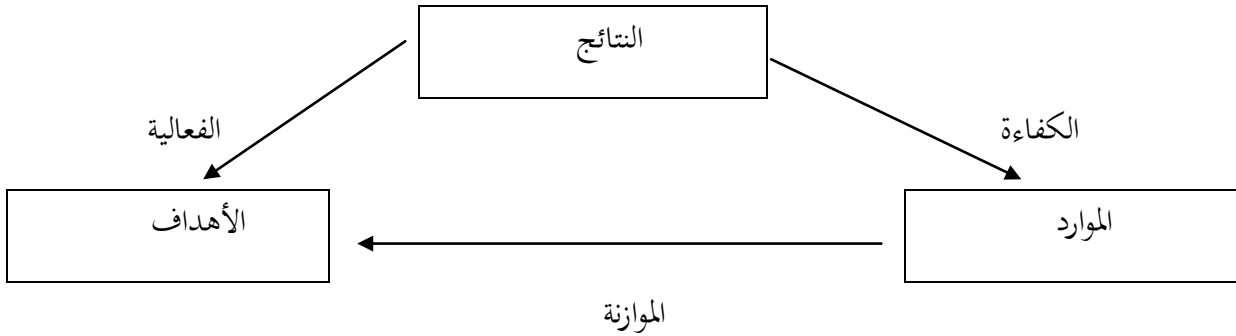 النتائج
الكفاءة
الفعالية
الموارد
الأهداف
الموازنة